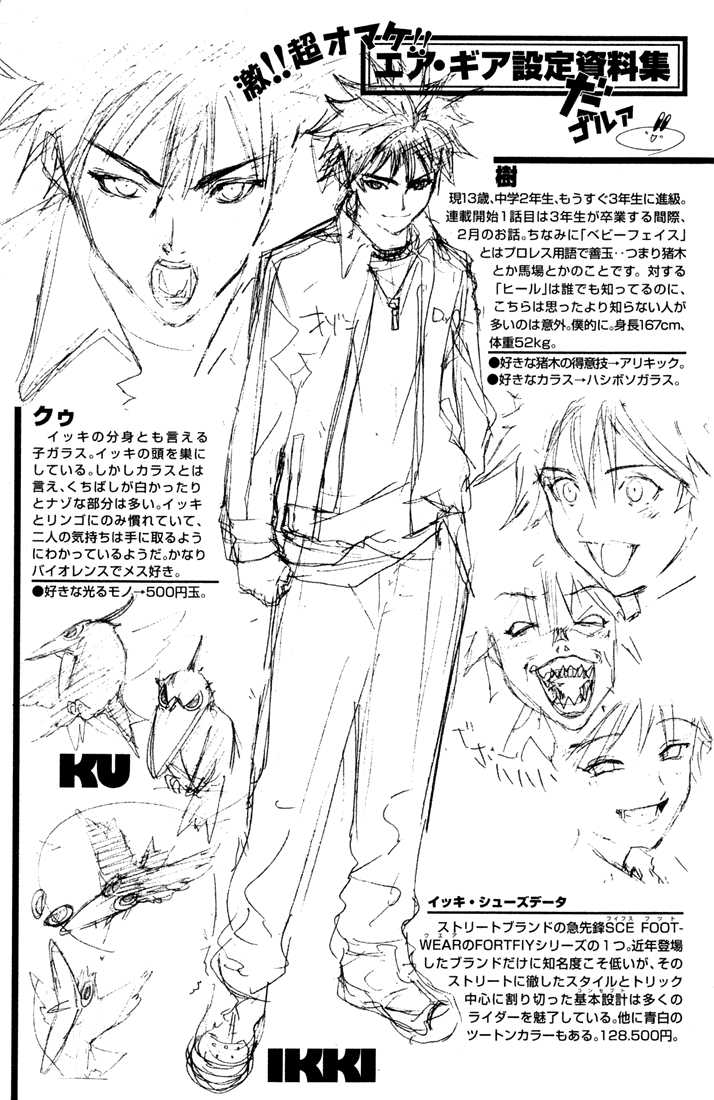 激!!超オマケ!!
エア・ギア設定資料集
だ
ゴルァ
樹
現13歳、中学2年生、もうすぐ3年生に進級。
連載開始1話目は3年生が卒業する間際、
2月のお話。ちなみに「ベビーフェイス」
とはプロレス用語で善玉‥つまり猪木
とか馬場とかのことです。対する
「ヒール」は誰でも知ってるのに、
こちらは思ったより知らない人が
多いのは意外。僕的に。身長167cm、
体重52kg。
●好きな猪木の得意技→アリキック。
●好きなカラス→ハシボソガラス。
クゥ
イッキの分身とも言える
子ガラス。イッキの頭を巣に
している。しかしカラスとは
言え、くちばしが白かったり
とナゾな部分は多い。イッキ
とリンゴにのみ慣れていて、
二人の気持ちは手に取るよう
にわかっているようだ。かなり
バイオレンスでメス好き。
●好きな光るモノ→500円玉。
KU
イッキ・シューズデータ
ストリートブランドの急先鋒SCE FOOT-
WEARのFORTFIYシリーズの1つ。近年登場
したブランドだけに知名度こそ低いが、その
ストリートに徹したスタイルとトリック
中心に割り切った基本設計は多くの
ライダーを魅了している。他に青白の
ツートンカラーもある。128.500円。
IKKI